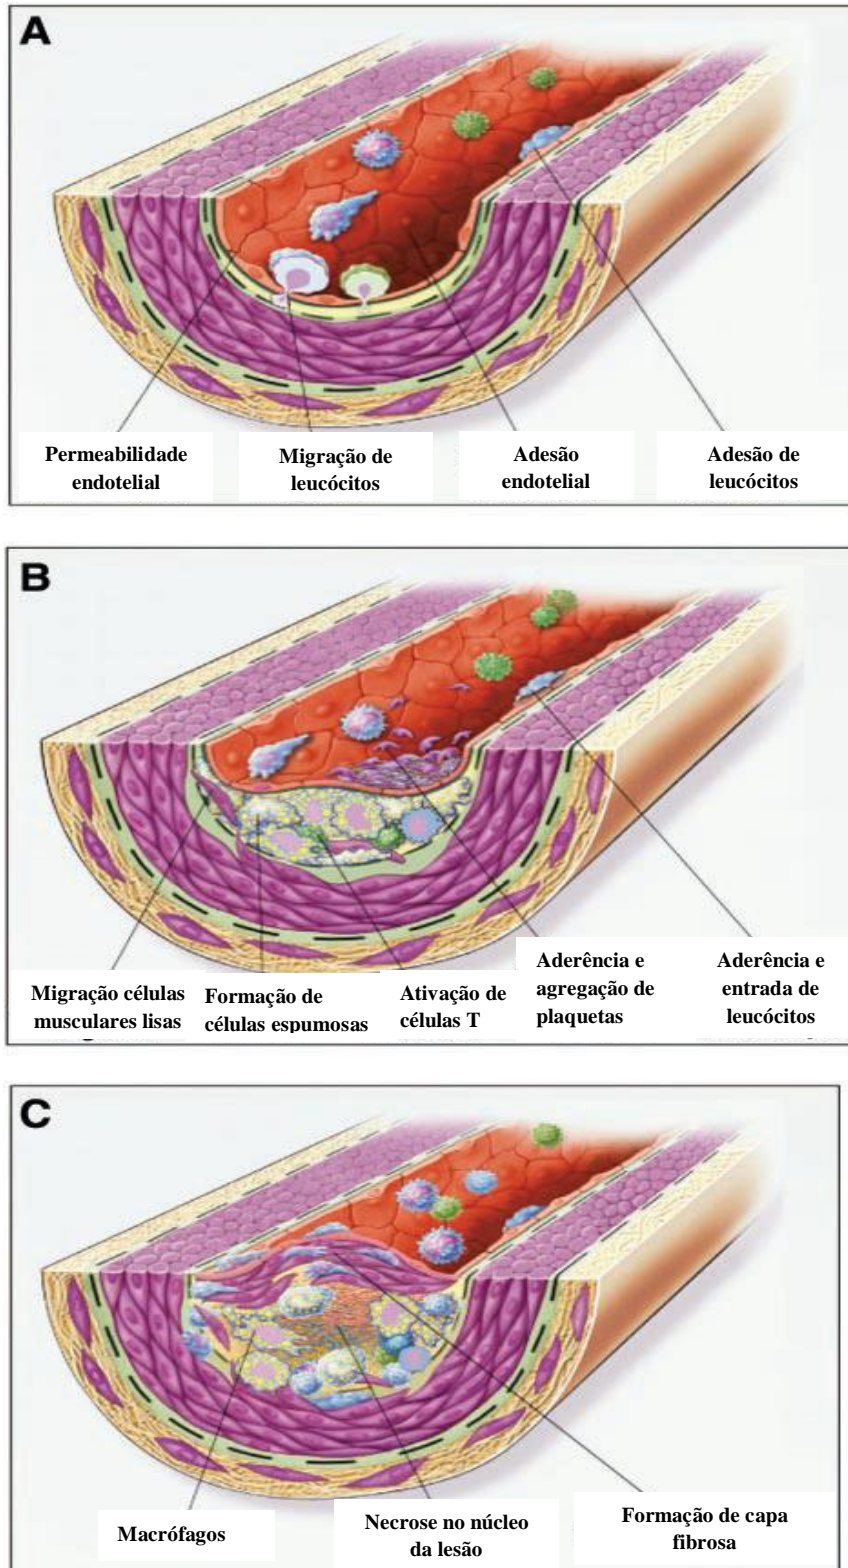 A
Permeabilidade
endotelial
Migração de
leucócitos
Adesão
endotelial
Adesão de
leucócitos
B
Migração células
musculares lisas
Formação de
células espumosas
Ativação de
células T
Aderência e
agregação de
plaquetas
Aderência e
entrada de
leucócitos
C
Macrófagos
Necrose no núcleo
da lesão
Formação de capa
fibrosa